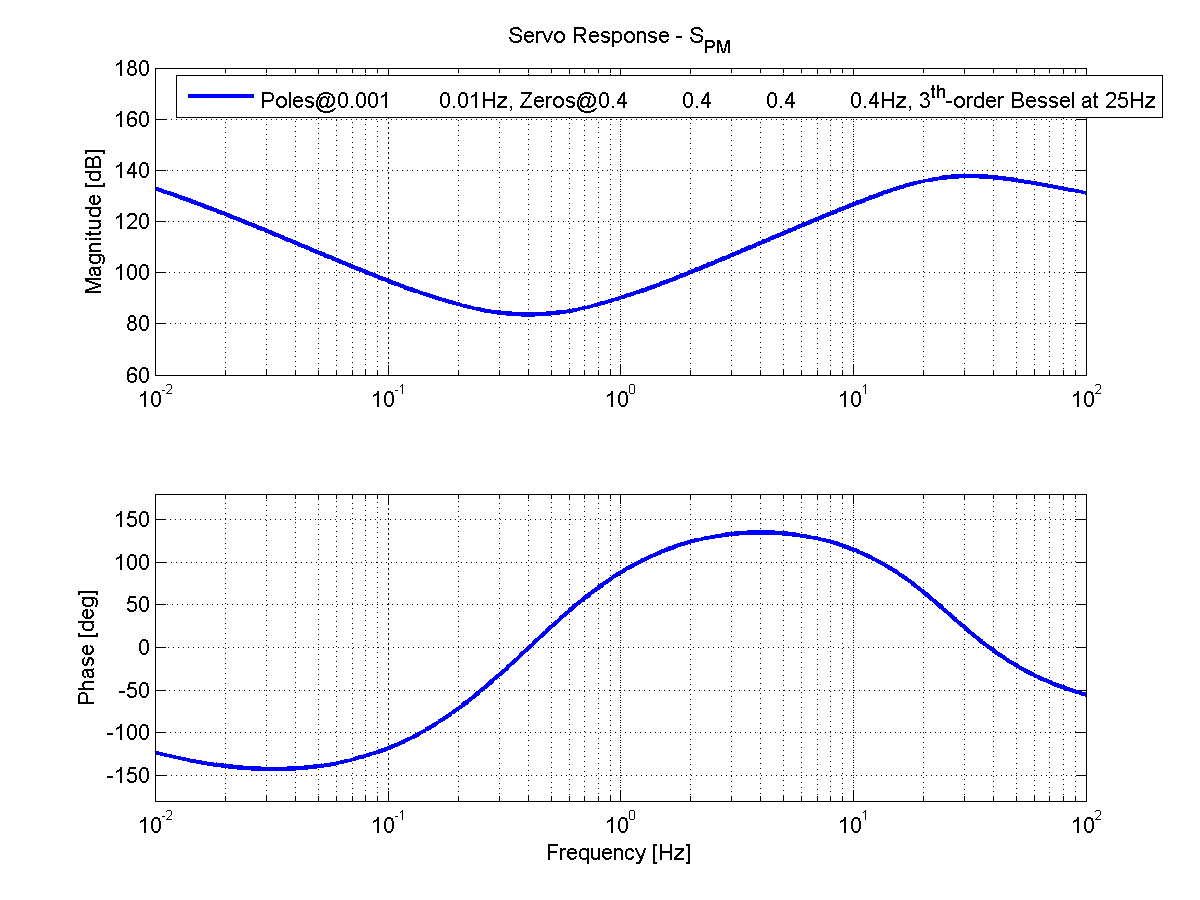 Servo Response - S_PM
180
Poles@0.001 0.01Hz, Zeros@0.4 0.4 0.4 0.4Hz, 3^th-order Bessel at 25Hz
160
140
120
100
80
60
Magnitude [dB]
10^-2 10^-1 10^0 10^1 10^2
150
100
50
0
-50
-100
-150
Phase [deg]
10^-2 10^-1 10^0 10^1 10^2
Frequency [Hz]